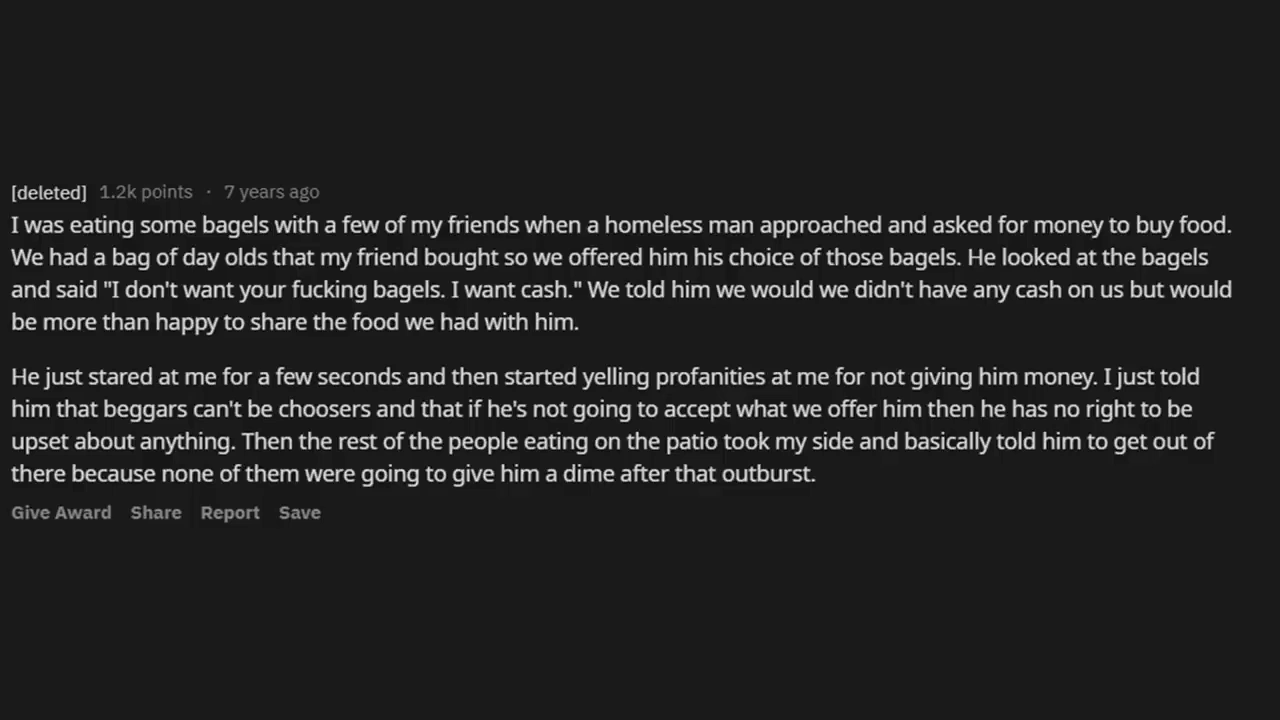 [deleted] 1.2k points · 7 years ago
I was eating some bagels with a few of my friends when a homeless man approached and asked for money to buy food.
We had a bag of day olds that my friend bought so we offered him his choice of those bagels. He looked at the bagels
and said "I don't want your fucking bagels. I want cash." We told him we would we didn't have any cash on us but would
be more than happy to share the food we had with him.
He just stared at me for a few seconds and then started yelling profanities at me for not giving him money. I just told
him that beggars can't be choosers and that if he's not going to accept what we offer him then he has no right to be
upset about anything. Then the rest of the people eating on the patio took my side and basically told him to get out of
there because none of them were going to give him a dime after that outburst.
Give Award Share Report Save